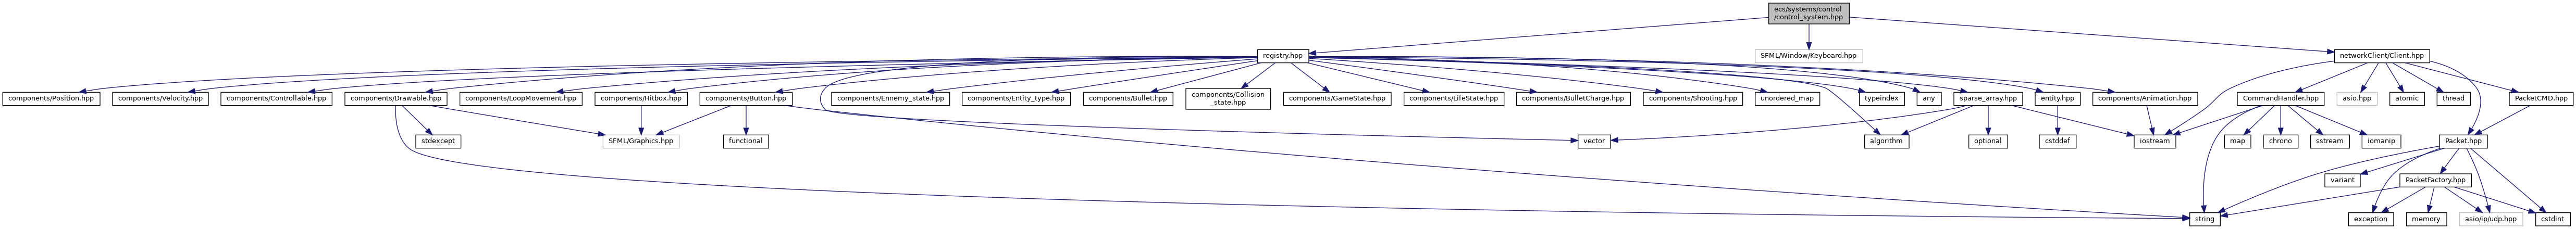 ecs/systems/control
/control_system.hpp
registry.hpp
SFML/Window/Keyboard.hpp
networkClient/Client.hpp
components/Position.hpp
components/Velocity.hpp
components/Controllable.hpp
components/Drawable.hpp
components/LoopMovement.hpp
components/Hitbox.hpp
components/Button.hpp
components/Ennemy_state.hpp
components/Entity_type.hpp
components/Bullet.hpp
components/Collision
_state.hpp
components/GameState.hpp
components/LifeState.hpp
components/BulletCharge.hpp
components/Shooting.hpp
unordered_map
typeindex
any
sparse_array.hpp
entity.hpp
components/Animation.hpp
CommandHandler.hpp
asio.hpp
atomic
thread
PacketCMD.hpp
stdexcept
SFML/Graphics.hpp
functional
vector
algorithm
optional
cstddef
iostream
map
chrono
sstream
iomanip
Packet.hpp
variant
PacketFactory.hpp
string
exception
memory
asio/ip/udp.hpp
cstdint